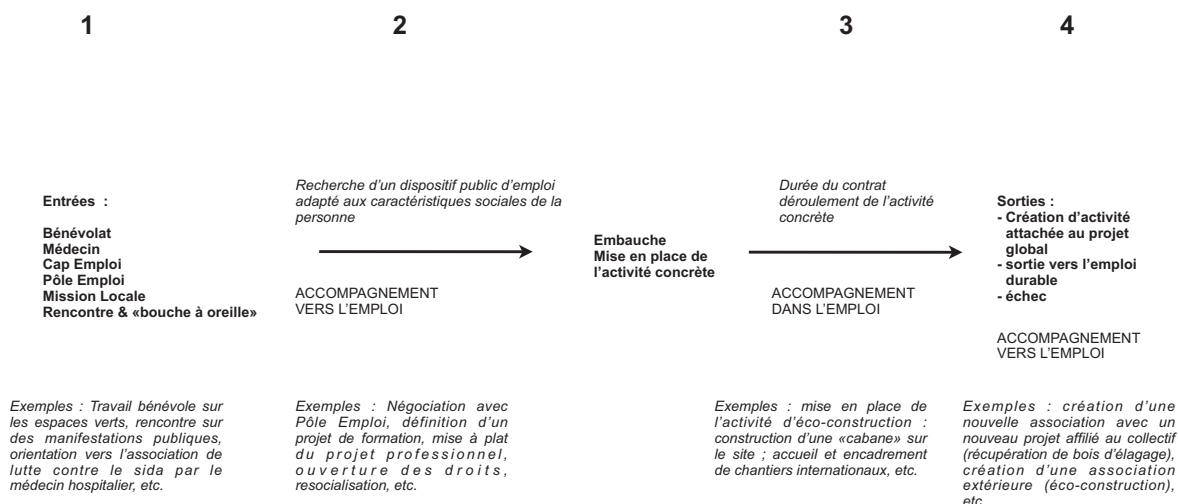 1
2
3
4
Entrées :
Bénévolat
Médecin
Cap Emploi
Pôle Emploi
Mission Locale
Rencontre & «bouche à oreille»
Recherche d’un dispositif public d’emploi
adapté aux caractéristiques sociales de la
personne
ACCOMPAGNEMENT
VERS L’EMPLOI
Embauche
Mise en place de
l’activité concrète
Durée du contrat
déroulement de l’activité
concrète
ACCOMPAGNEMENT
DANS L’EMPLOI
Sorties :
- Création d’activité
attachée au projet
global
- sortie vers l’emploi
durable
- échec
ACCOMPAGNEMENT
VERS L’EMPLOI
Exemples : Travail bénévole sur
les espaces verts, rencontre sur
des manifestations publiques,
orientation vers l’association de
lutte contre le sida par le
médecin hospitalier, etc.
Exemples : Négociation avec
Pôle Emploi, définition d’un
projet de formation, mise à plat
du projet professionnel,
ouverture des droits,
resocialisation, etc.
Exemples : mise en place de
l’activité d’éco-construction :
construction d’une «cabane» sur
le site ; accueil et encadrement
de chantiers internationaux, etc.
Exemples : création d’une
nouvelle association avec un
nouveau projet affilié au collectif
(récupération de bois d’élagage),
création d’une association
extérieure (éco-construction),
etc